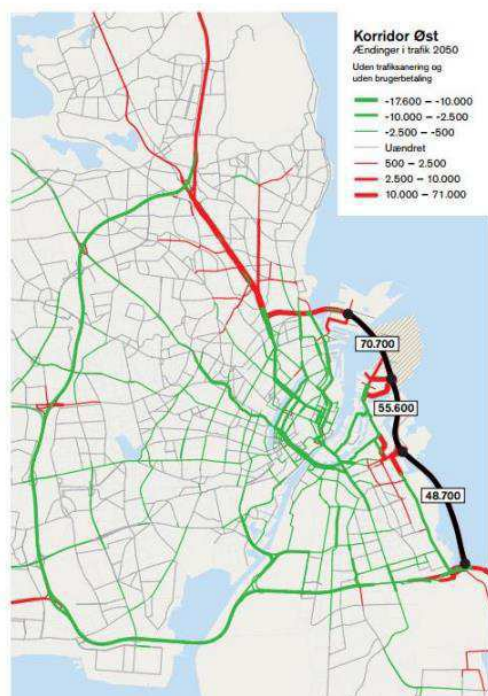 Korridor Øst
Ændinger i trafik 2050
Uden trafiksanering og
uden brugerbetaling
-17.600 – -10.000
-10.000 – -2.500
-2.500 – -500
Uændret
500 – 2.500
2.500 – 10.000
10.000 – 71.000
70.700
55.600
48.700